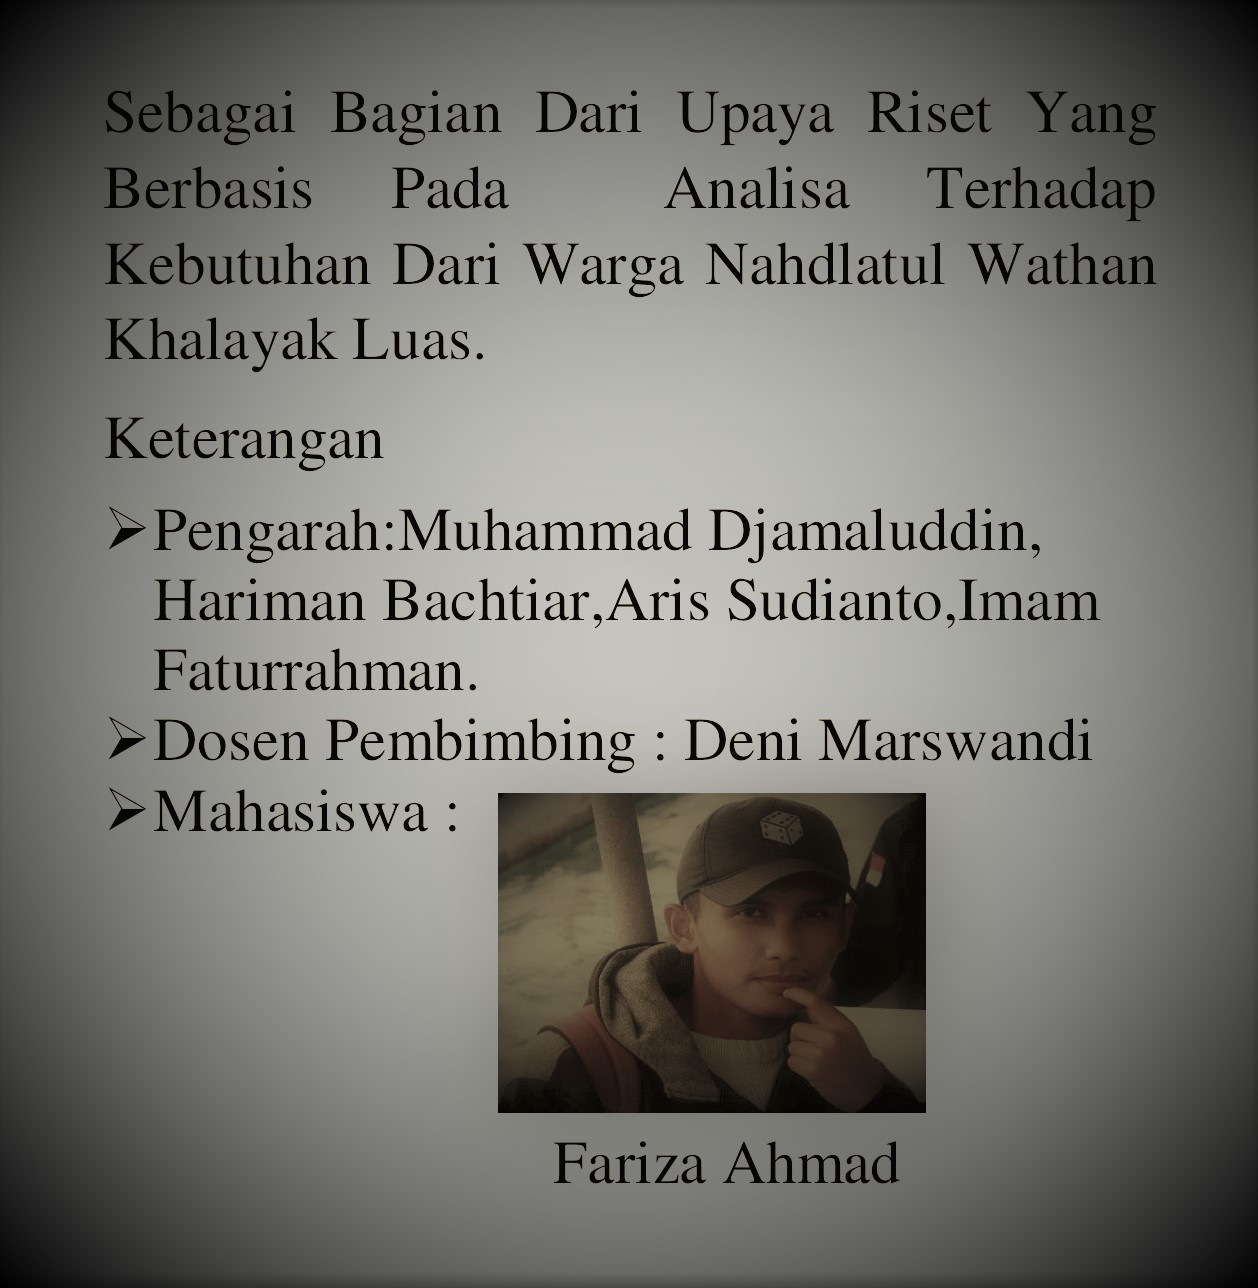 Sebagai Bagian Dari Upaya Riset Yang
Berbasis Pada Analisa Terhadap
Kebutuhan Dari Warga Nahdlatul Wathan
Khalayak Luas.
Keterangan
➢Pengarah:Muhammad Djamaluddin,
Hariman Bachtiar,Aris Sudianto,Imam
Faturrahman.
➢Dosen Pembimbing : Deni Marswandi
➢Mahasiswa :
Fariza Ahmad